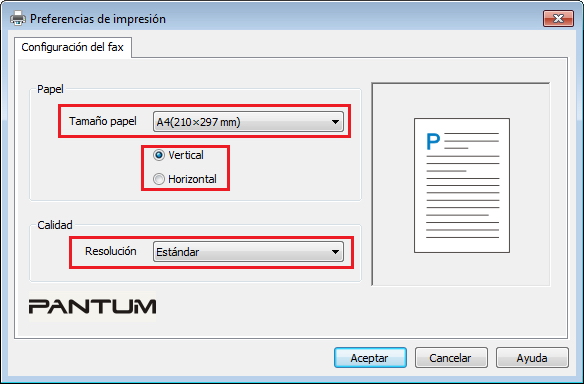 Preferencias de impresión
Configuración del fax
Papel
Tamaño papel A4(210×297 mm)
Vertical
Horizontal
Calidad
Resolución Estándar
P
PANTUM
Aceptar Cancelar Ayuda